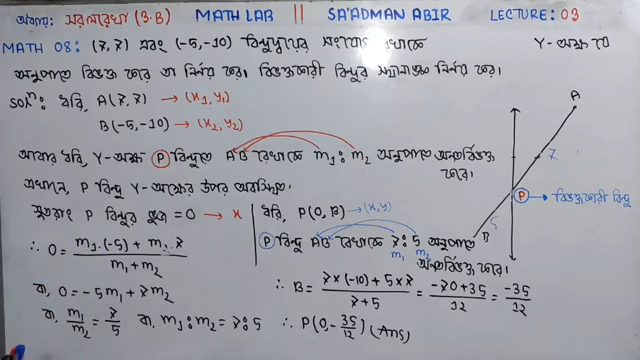 অধ্যায়: সরলরেখা (3.B) MATH LAB || SA'ADMAN ABIR LECTURE: 03
MATH 08: (7, 7) এবং (-5, -10) বিন্দুদ্বয়ের সংযোগ রেখাকে Y-অক্ষ যে
অনুপাতে বিভক্ত করে তা নির্ণয় কর। বিভক্তকারী বিন্দুর স্থানাঙ্ক নির্ণয় কর।
Solⁿ: ধরি, A(7, 7) → (x₁, y₁)
B(-5, -10) → (x₂, y₂)
আবার ধরি, Y-অক্ষ P বিন্দুতে AB রেখাকে m₁ : m₂ অনুপাতে অন্তর্বিভক্ত করে।
এখানে, P বিন্দু Y-অক্ষের উপর অবস্থিত।
সুতরাং P বিন্দুর ভুজ = 0 → x
∴ 0 = (m₁.(-5) + m₂.7) / (m₁ + m₂)
বা, 0 = -5m₁ + 7m₂
বা, m₁/m₂ = 7/5 বা, m₁ : m₂ = 7 : 5
ধরি, P(0, B) → (x, y)
P বিন্দু AB রেখাকে 7 : 5 অনুপাতে
m₁ m₂ অন্তর্বিভক্ত করে।
∴ B = (7×(-10) + 5×7) / (7+5) = (-70+35)/12 = -35/12
∴ P(0, -35/12) (Ans)
A
7
P → বিভক্তকারী বিন্দু
5
B